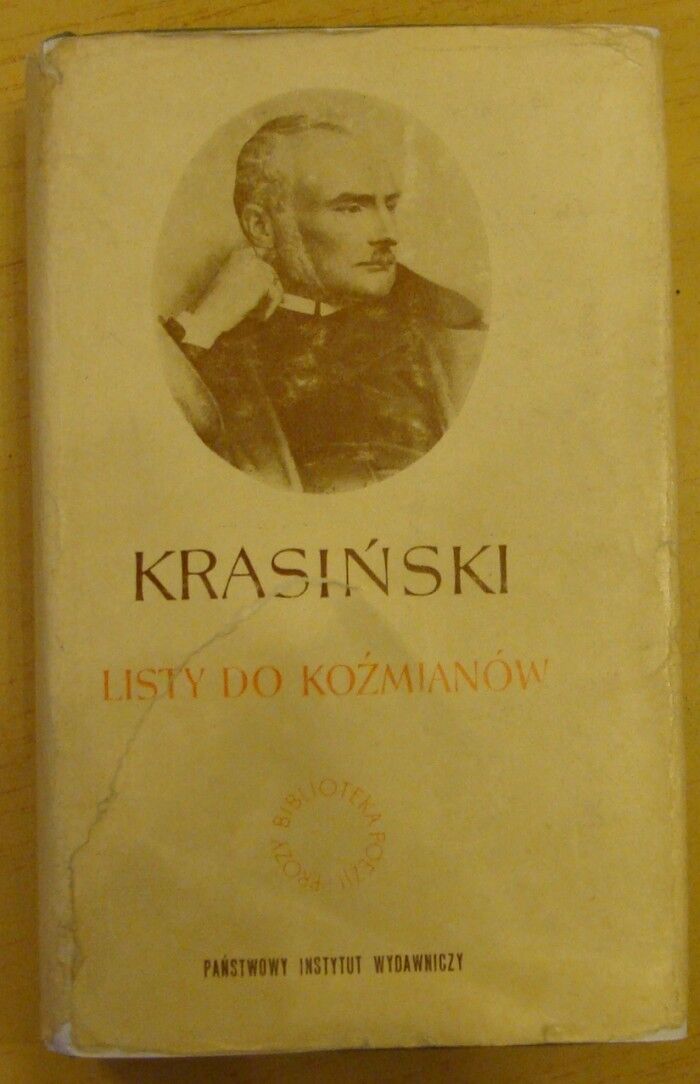 KRASIŃSKI
LISTY DO KOŹMIANÓW
BIBLIOTEKA POEZJI I PROZY
PAŃSTWOWY INSTYTUT WYDAWNICZY